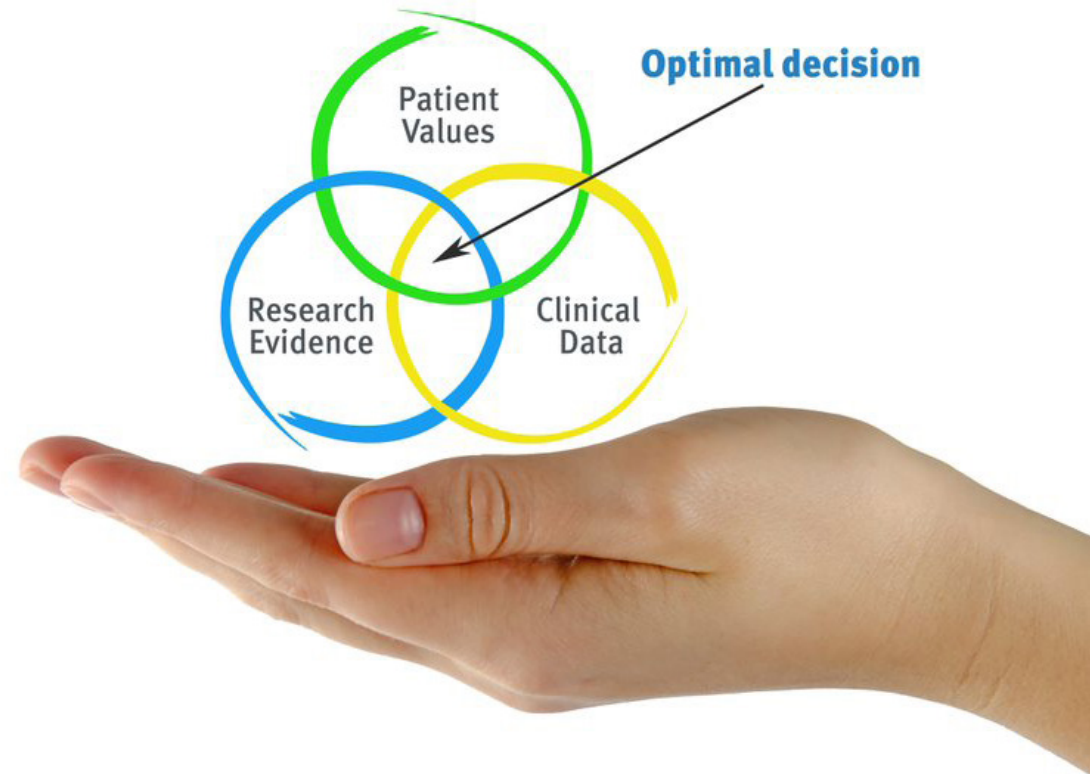 Optimal decision
Patient
Values
Research
Evidence
Clinical
Data